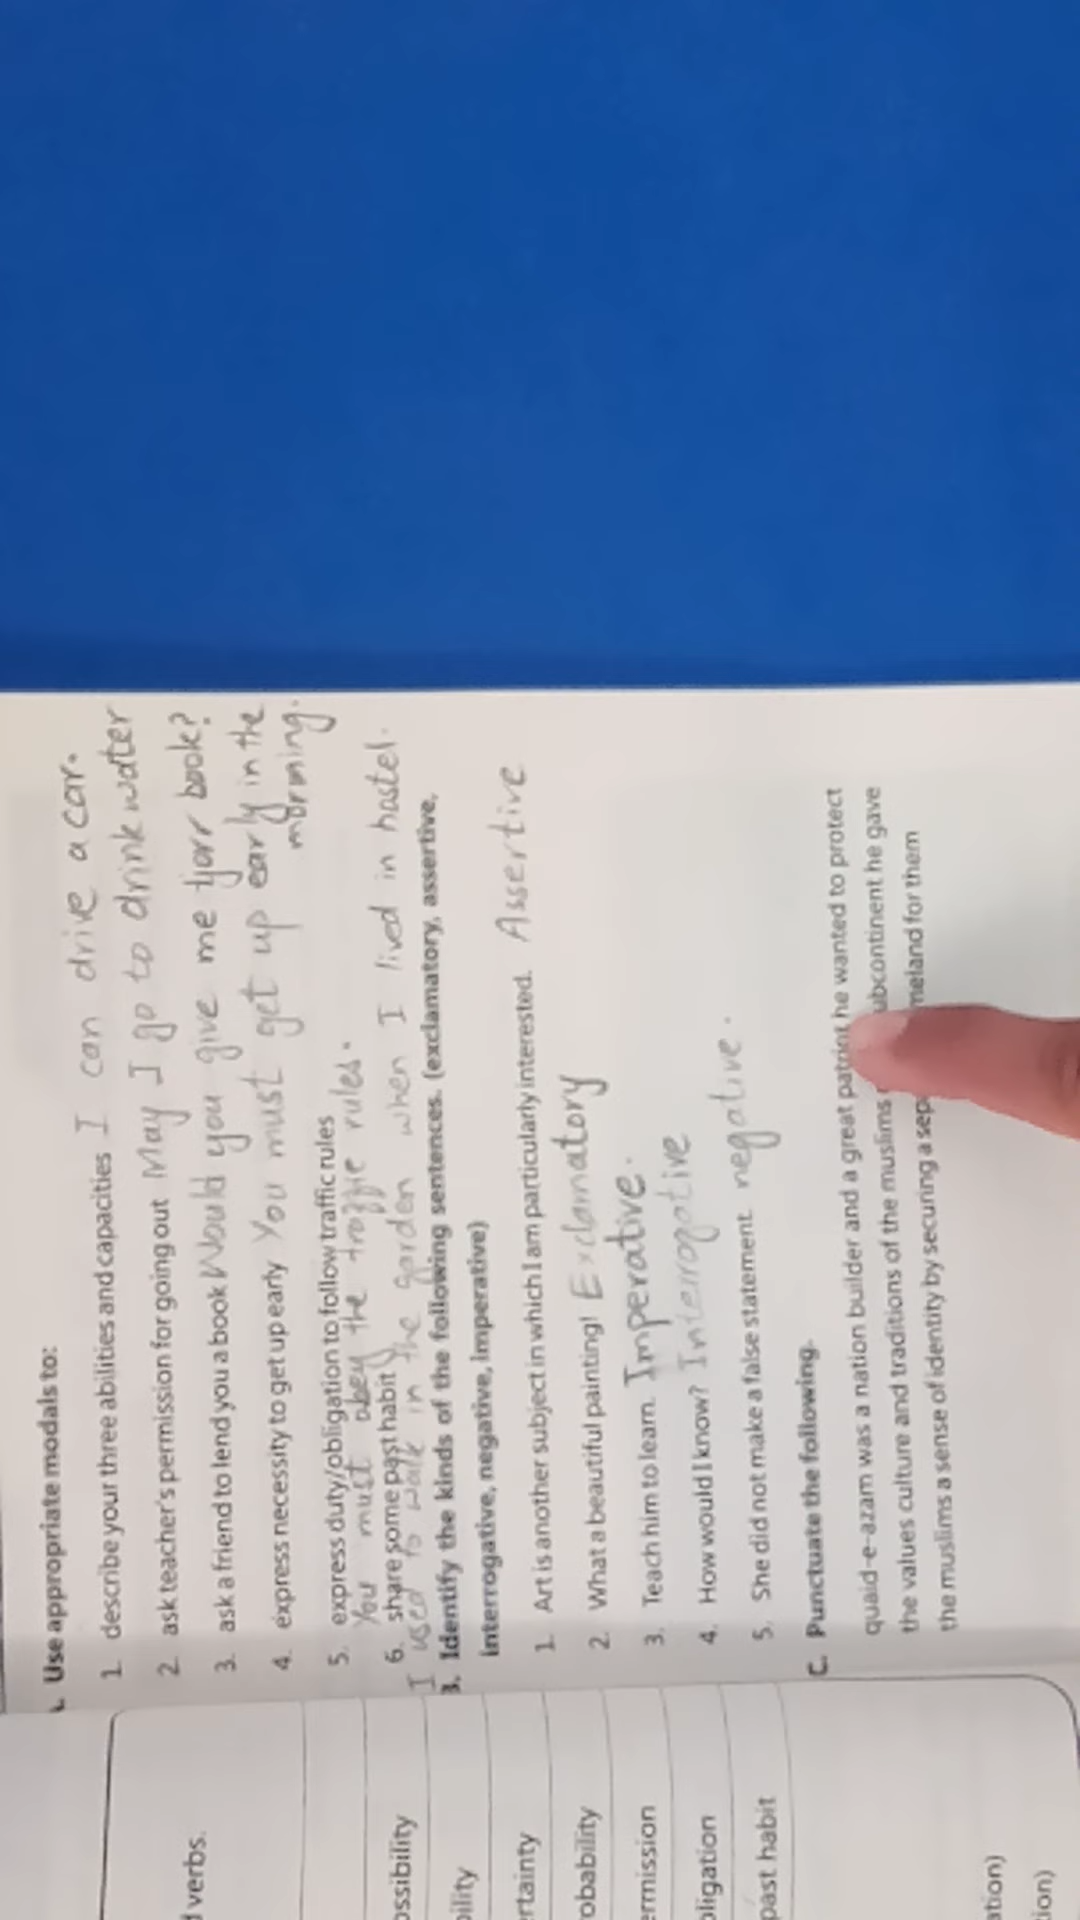 Use appropriate modals to:
1. describe your three abilities and capacities I can drive a car.
2. ask teacher's permission for going out May I go to drink water
3. ask a friend to lend you a book Would you give me your book?
4. express necessity to get up early You must get up early in the
morning.
5. express duty/obligation to follow traffic rules
You must obey the traffic rules.
6. share some past habit
I used to walk in the garden when I lived in hostel.
3. Identify the kinds of the following sentences. (exclamatory, assertive,
interrogative, negative, Imperative)
1. Art is another subject in which I am particularly interested. Assertive
2. What a beautiful painting! Exclamatory
3. Teach him to learn. Imperative.
4. How would I know? Interrogative
5. She did not make a false statement negative.
C. Punctuate the following.
quaid-e-azam was a nation builder and a great patriot he wanted to protect
the values culture and traditions of the muslims ubcontinent he gave
the muslims a sense of identity by securing a sep meland for them
d verbs.
ossibility
bility
rtainty
robability
ermission
bligation
past habit
ation)
ion)